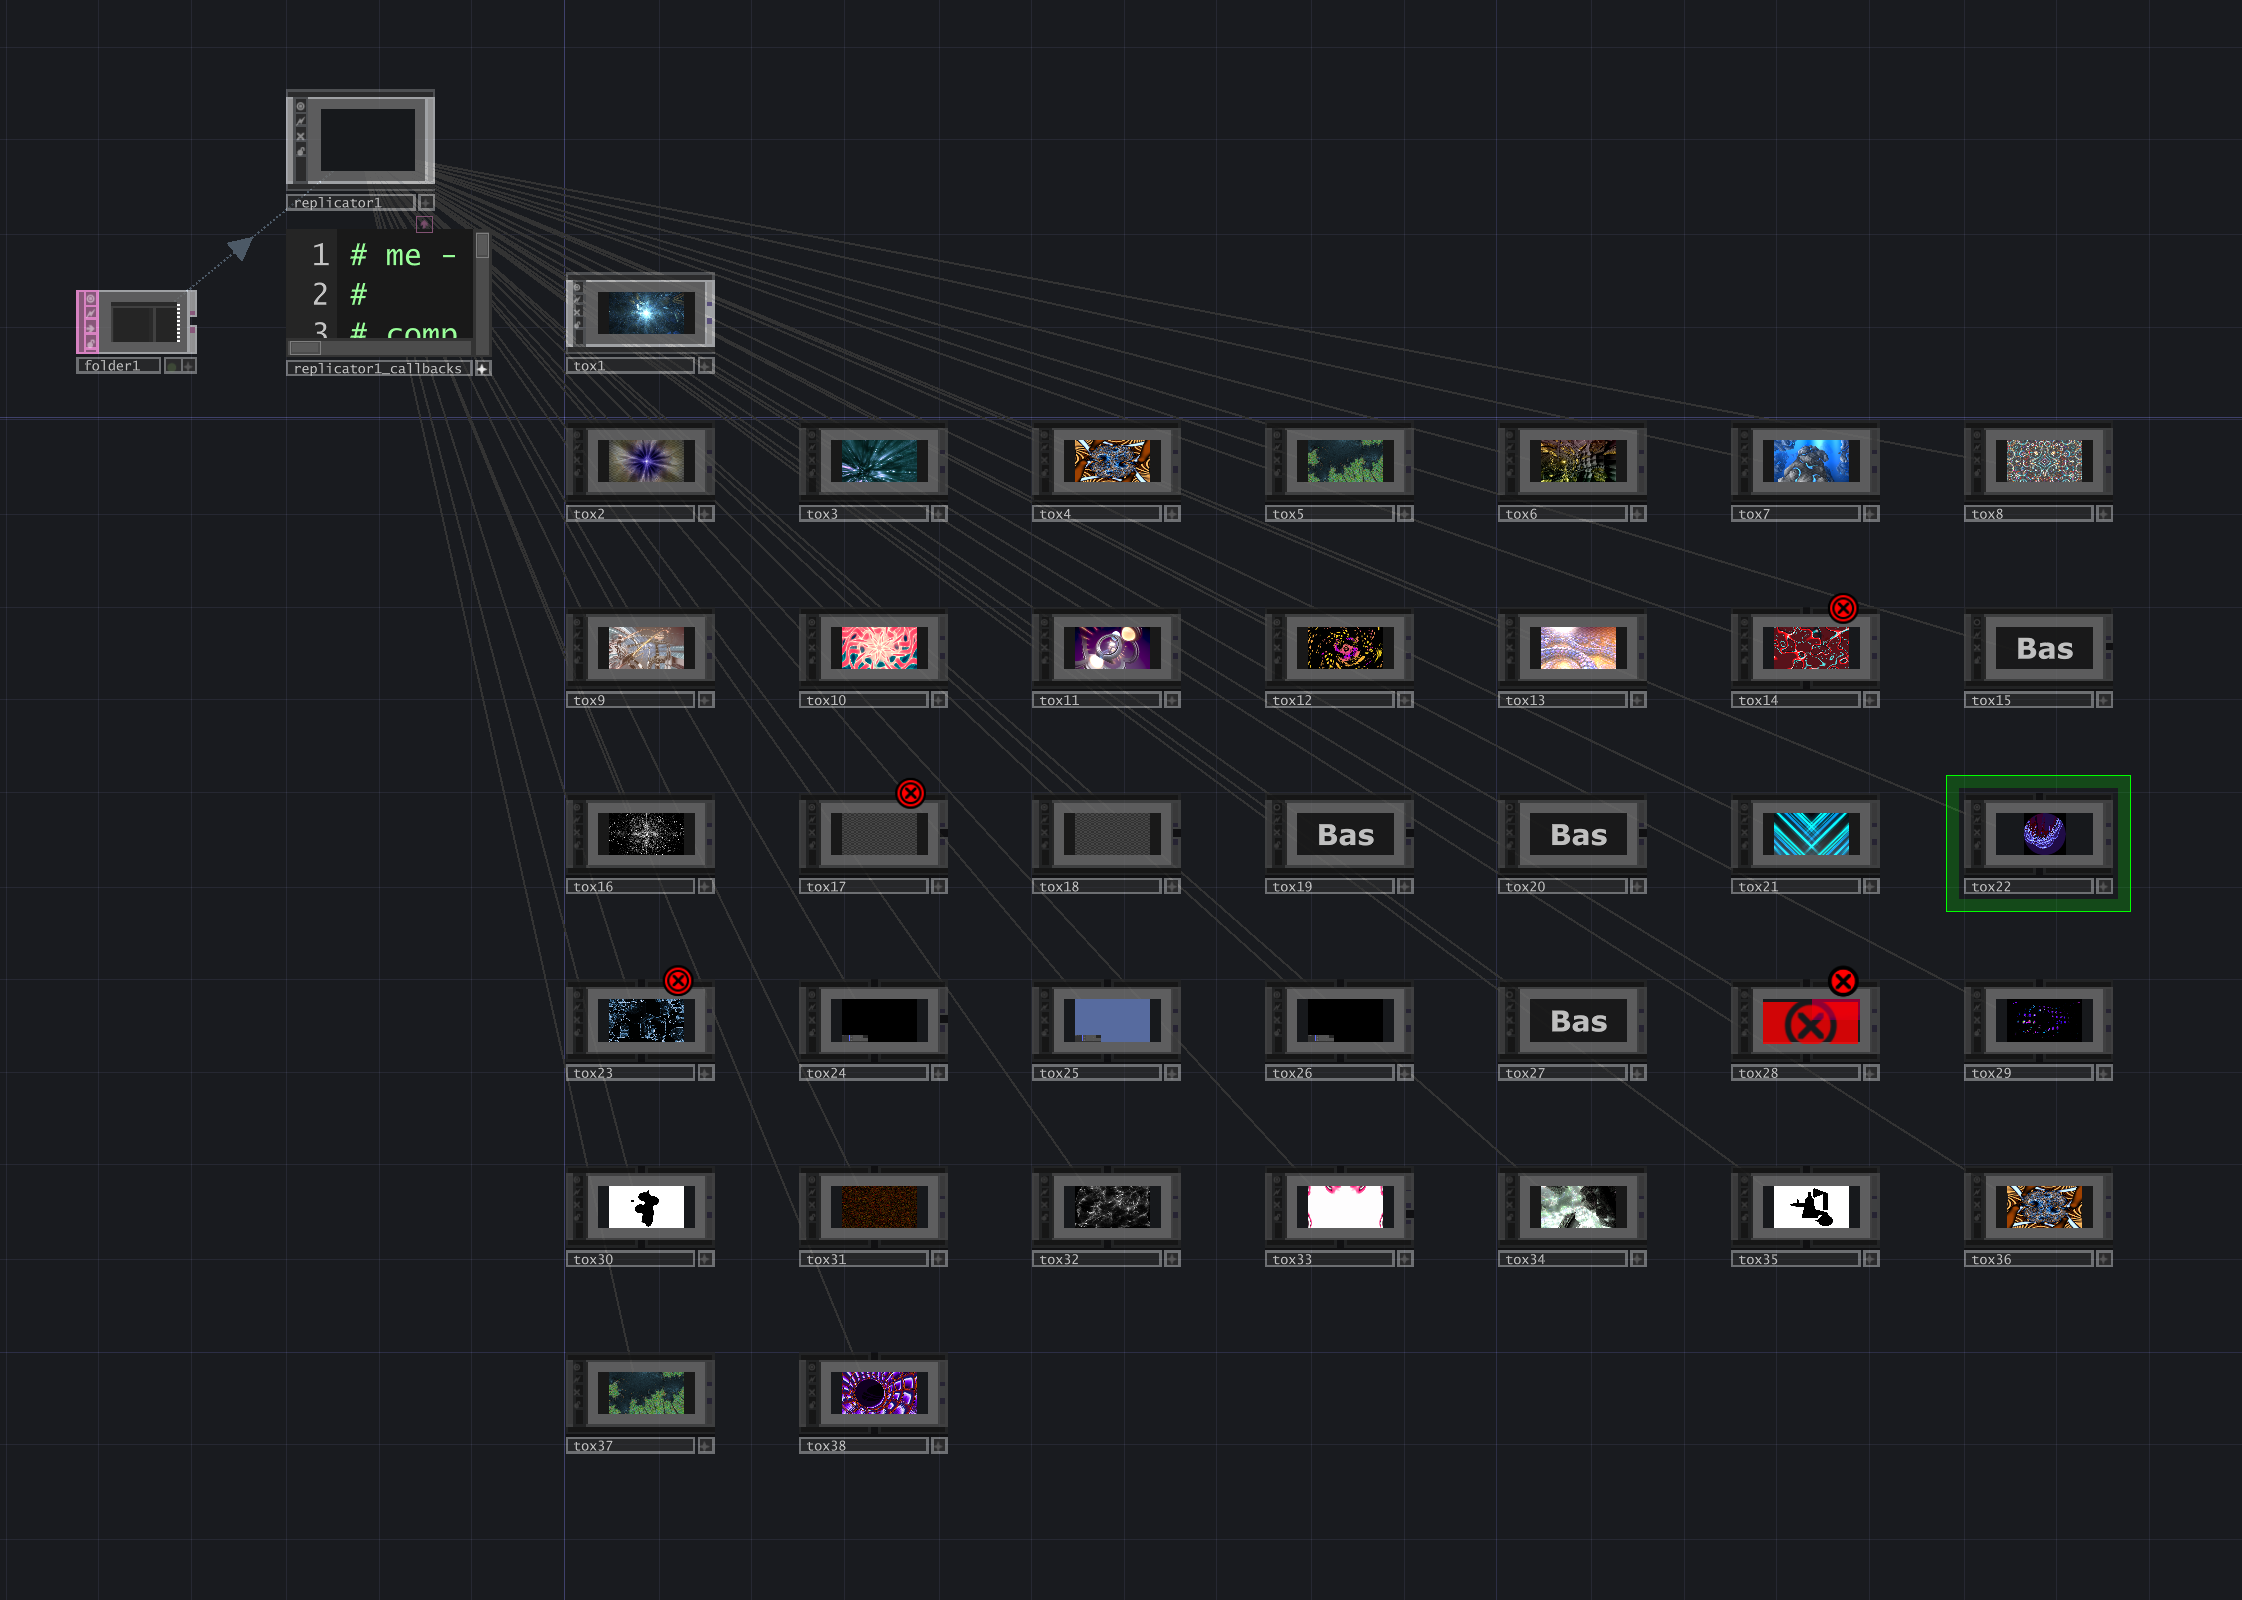 replicator1
1 # me -
2 #
3 # comp
folder1
replicator1_callbacks
tox1
tox2
tox3
tox4
tox5
tox6
tox7
tox8
Bas
tox9
tox10
tox11
tox12
tox13
tox14
tox15
Bas
Bas
tox16
tox17
tox18
tox19
tox20
tox21
tox22
Bas
tox23
tox24
tox25
tox26
tox27
tox28
tox29
tox30
tox31
tox32
tox33
tox34
tox35
tox36
tox37
tox38